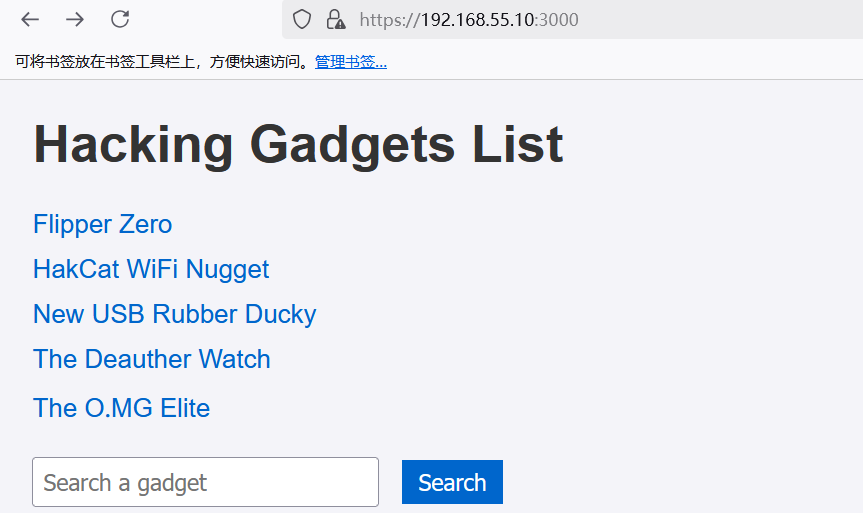 https://192.168.55.10:3000
可将书签放在书签工具栏上，方便快速访问。管理书签...
Hacking Gadgets List
Flipper Zero
HakCat WiFi Nugget
New USB Rubber Ducky
The Deauther Watch
The O.MG Elite
Search a gadget Search